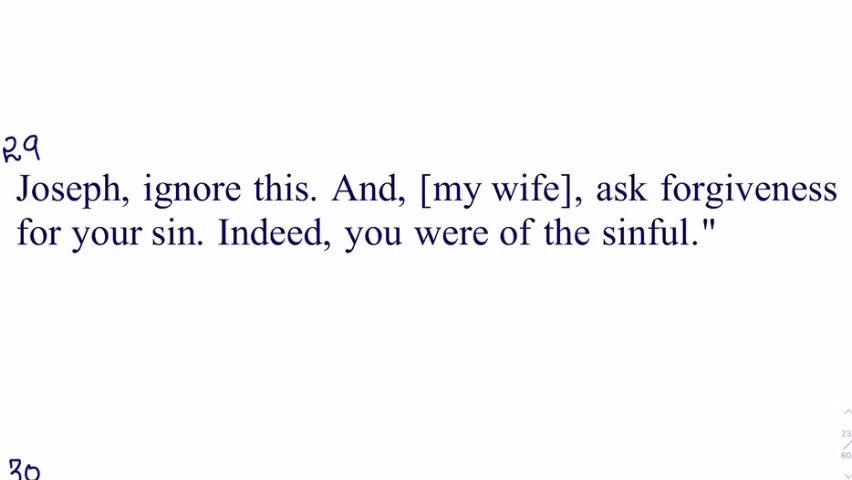 29
Joseph, ignore this. And, [my wife], ask forgiveness
for your sin. Indeed, you were of the sinful."
30